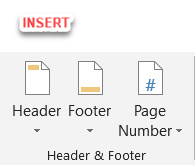 INSERT
#
Header Footer Page
Number
Header & Footer